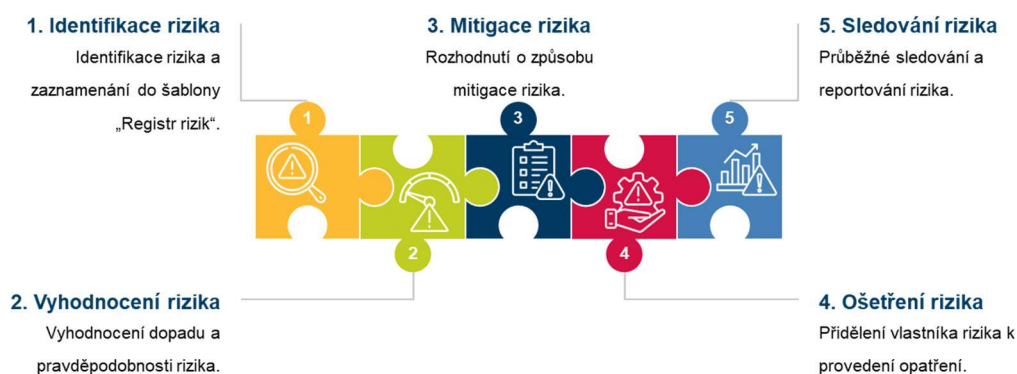 1. Identifikace rizika
Identifikace rizika a
zaznamenání do šablony
„Registr rizik“.
3. Mitigace rizika
Rozhodnutí o způsobu
mitigace rizika.
5. Sledování rizika
Průběžné sledování a
reportování rizika.
1
3
5
2
4
2. Vyhodnocení rizika
Vyhodnocení dopadu a
pravděpodobnosti rizika.
4. Ošetření rizika
Přidělení vlastníka rizika k
provedení opatření.